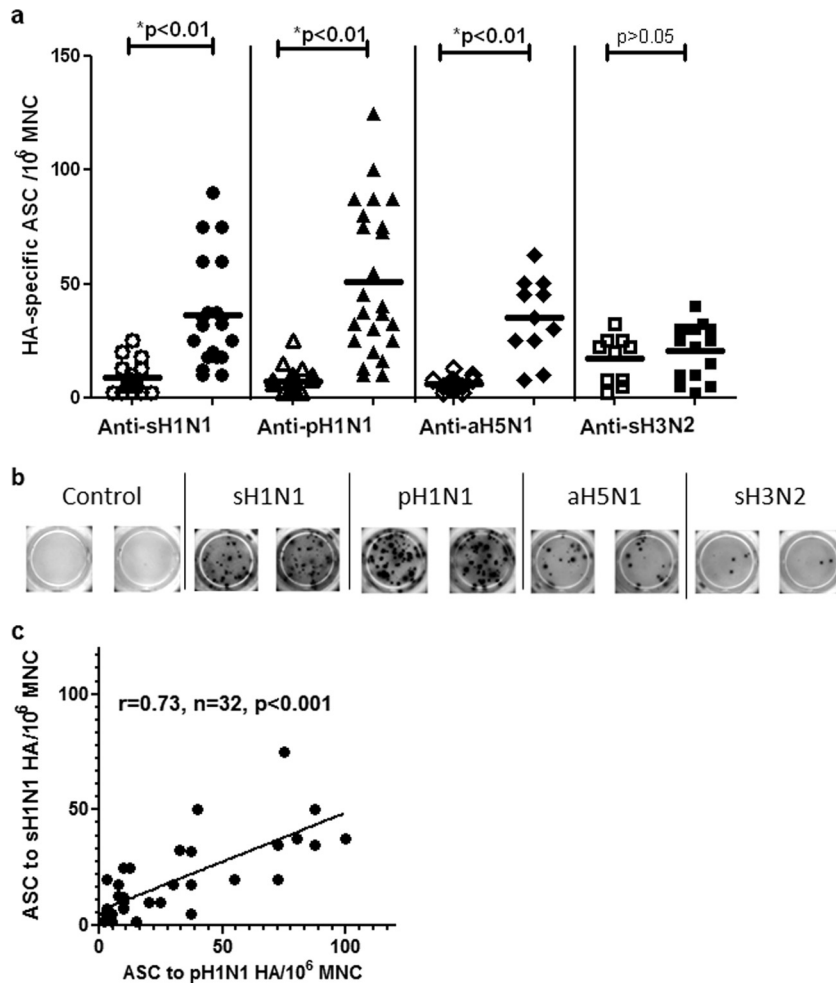 a
*p<0.01 *p<0.01 *p<0.01 p>0.05
HA-specific ASC /10⁶ MNC
150
100
50
0
Anti-sH1N1 Anti-pH1N1 Anti-aH5N1 Anti-sH3N2
b
Control sH1N1 pH1N1 aH5N1 sH3N2
c
ASC to sH1N1 HA/10⁶ MNC
r=0.73, n=32, p<0.001
100
50
0
0 50 100
ASC to pH1N1 HA/10⁶ MNC